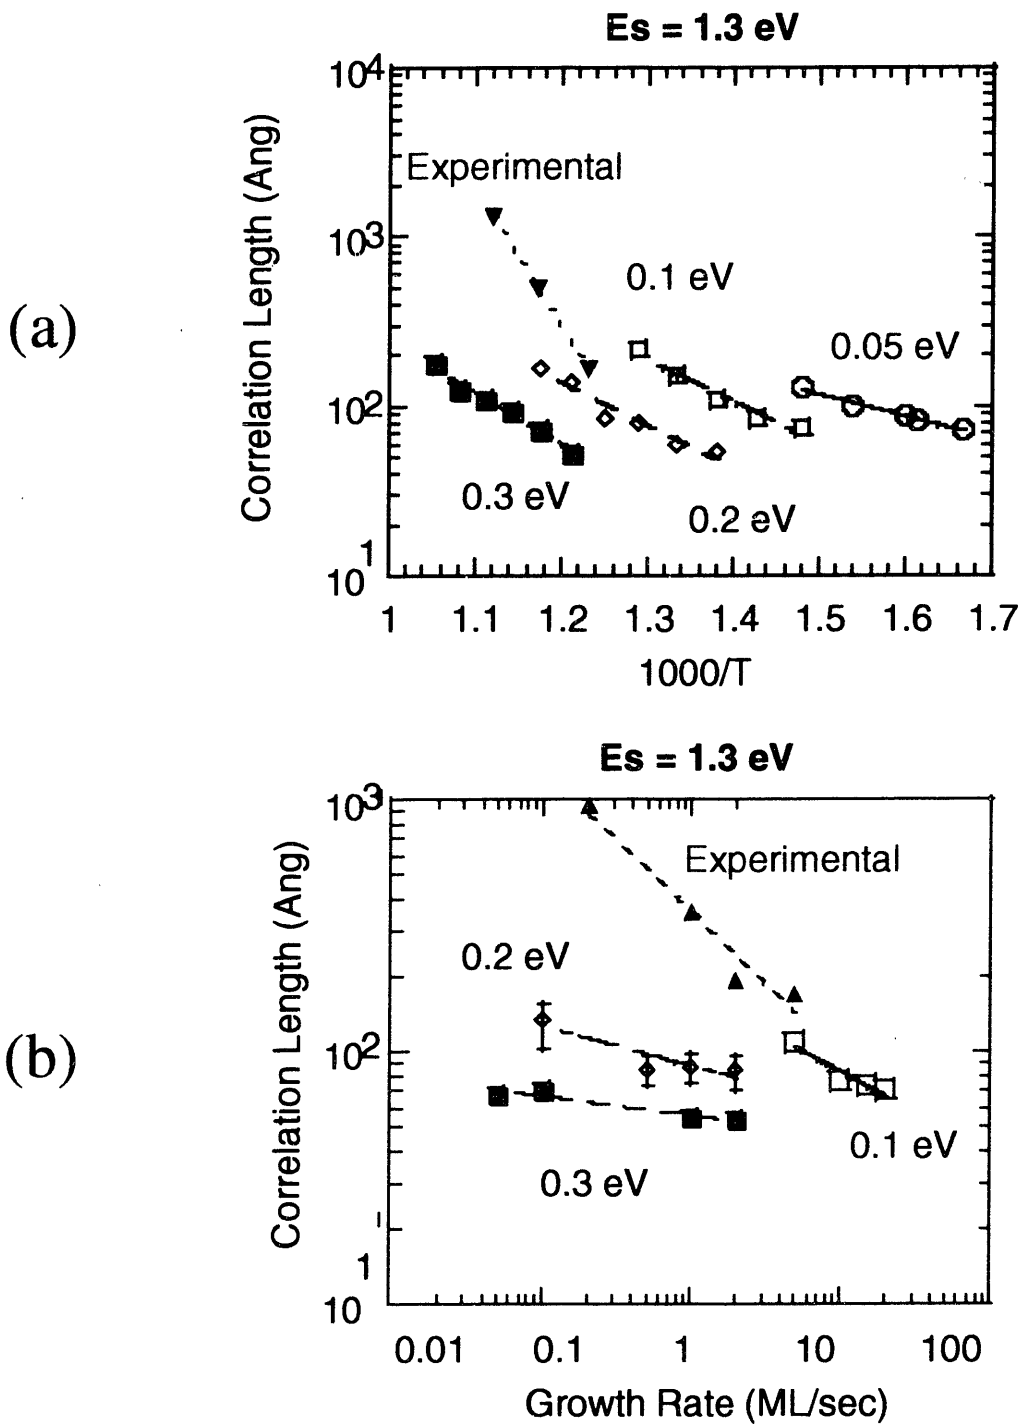 Es = 1.3 eV
10^4
Experimental
10^3
0.1 eV
(a)
Correlation Length (Ang)
0.05 eV
10^2
0.3 eV
0.2 eV
10^1
1 1.1 1.2 1.3 1.4 1.5 1.6 1.7
1000/T
Es = 1.3 eV
10^3
Experimental
0.2 eV
(b)
Correlation Length (Ang)
10^2
0.1 eV
0.3 eV
1
10
0.01 0.1 1 10 100
Growth Rate (ML/sec)